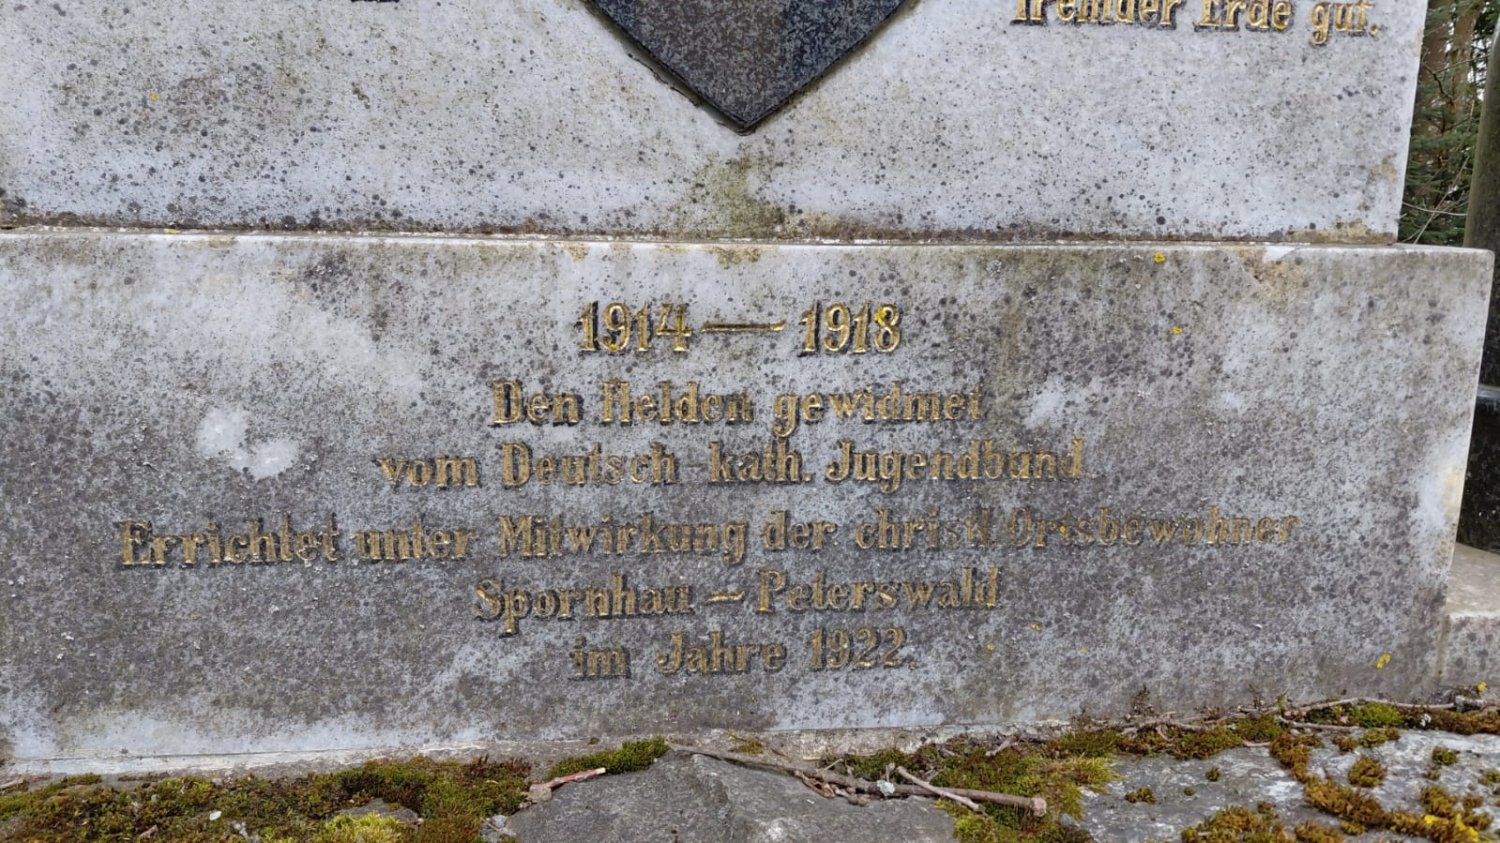 fremder Erde gut.
1914 — 1918
Den Helden gewidmet
vom Deutsch-kath. Jugendbund
Errichtet unter Mitwirkung der christl. Ortsbewohner
Spornhau – Peterswald
im Jahre 1922.